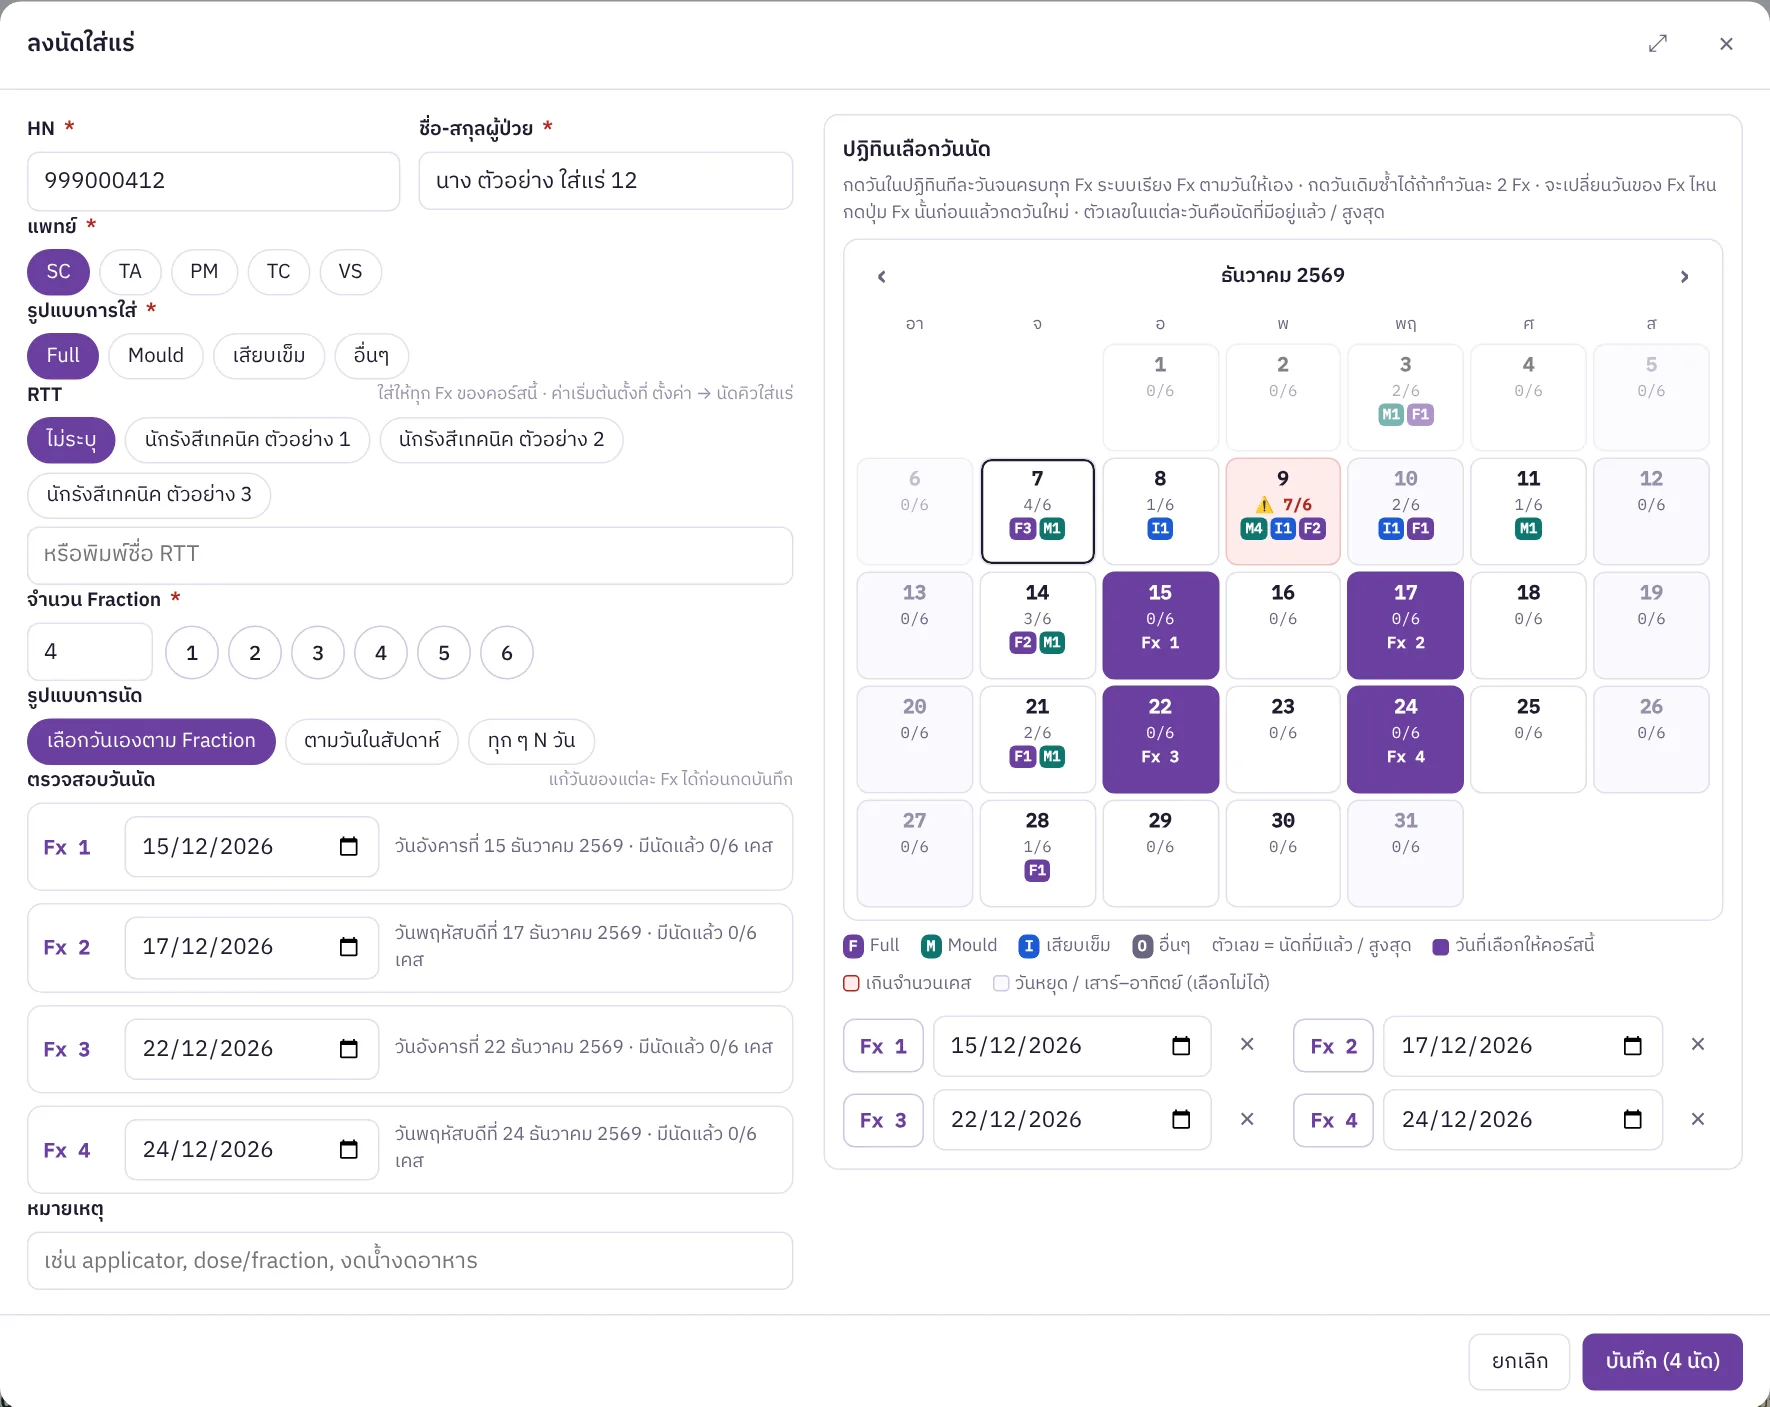 ลงนัดใส่แร่
HN *
ชื่อ-สกุลผู้ป่วย *
999000412
นาง ตัวอย่าง ใส่แร่ 12
แพทย์ *
SC TA PM TC VS
รูปแบบการใส่ *
Full Mould เสียบเข็ม อื่นๆ
RTT ใส่ให้ทุก Fx ของคอร์สนี้ · ค่าเริ่มต้นตั้งที่ ตั้งค่า → นัดคิวใส่แร่
ไม่ระบุ นักรังสีเทคนิค ตัวอย่าง 1 นักรังสีเทคนิค ตัวอย่าง 2
นักรังสีเทคนิค ตัวอย่าง 3
หรือพิมพ์ชื่อ RTT
จำนวน Fraction *
4 1 2 3 4 5 6
รูปแบบการนัด
เลือกวันเองตาม Fraction ตามวันในสัปดาห์ ทุก ๆ N วัน
ตรวจสอบวันนัด แก้วันของแต่ละ Fx ได้ก่อนกดบันทึก
Fx 1 15/12/2026 วันอังคารที่ 15 ธันวาคม 2569 · มีนัดแล้ว 0/6 เคส
Fx 2 17/12/2026 วันพฤหัสบดีที่ 17 ธันวาคม 2569 · มีนัดแล้ว 0/6
เคส
Fx 3 22/12/2026 วันอังคารที่ 22 ธันวาคม 2569 · มีนัดแล้ว 0/6 เคส
Fx 4 24/12/2026 วันพฤหัสบดีที่ 24 ธันวาคม 2569 · มีนัดแล้ว 0/6
เคส
หมายเหตุ
เช่น applicator, dose/fraction, งดน้ำงดอาหาร
ปฏิทินเลือกวันนัด
กดวันในปฏิทินทีละวันจนครบทุก Fx ระบบเรียง Fx ตามวันให้เอง · กดวันเดิมซ้ำได้ถ้าทำวันละ 2 Fx · จะเปลี่ยนวันของ Fx ไหน
กดปุ่ม Fx นั้นก่อนแล้วกดวันใหม่ · ตัวเลขในแต่ละวันคือนัดที่มีอยู่แล้ว / สูงสุด
‹ ธันวาคม 2569 ›
อา จ อ พ พฤ ศ ส
1 2 3 4 5
0/6 0/6 2/6 0/6 0/6
M1 F1
6 7 8 9 10 11 12
0/6 4/6 1/6 ⚠️ 7/6 2/6 1/6 0/6
F3 M1 I1 M4 I1 F2 I1 F1 M1
13 14 15 16 17 18 19
0/6 3/6 0/6 0/6 0/6 0/6 0/6
F2 M1 Fx 1 Fx 2
20 21 22 23 24 25 26
0/6 2/6 0/6 0/6 0/6 0/6 0/6
F1 M1 Fx 3 Fx 4
27 28 29 30 31
0/6 1/6 0/6 0/6 0/6
F1
F Full M Mould I เสียบเข็ม O อื่นๆ ตัวเลข = นัดที่มีแล้ว / สูงสุด วันที่เลือกให้คอร์สนี้
เกินจำนวนเคส วันหยุด / เสาร์–อาทิตย์ (เลือกไม่ได้)
Fx 1 15/12/2026 × Fx 2 17/12/2026 ×
Fx 3 22/12/2026 × Fx 4 24/12/2026 ×
ยกเลิก บันทึก (4 นัด)